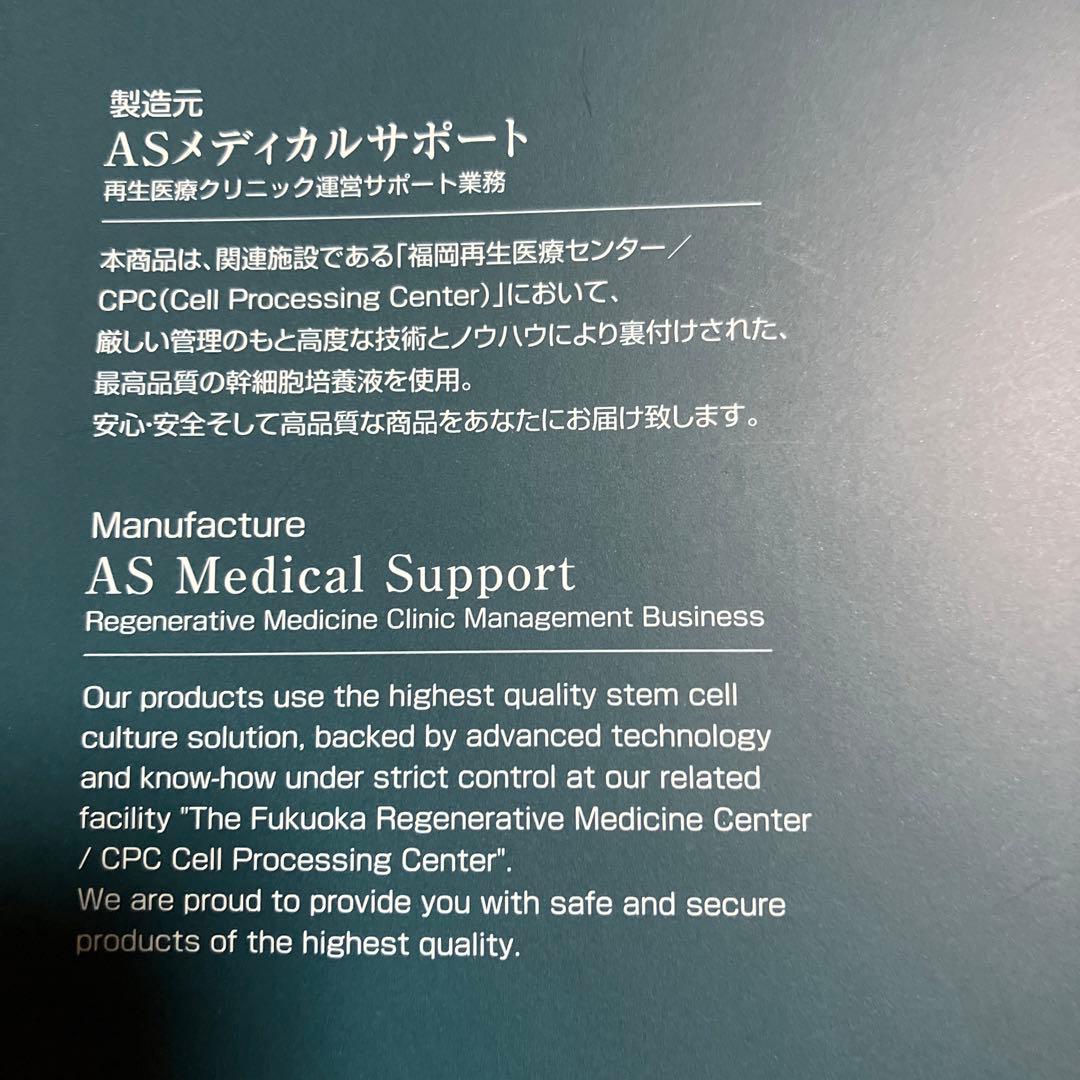 製造元
ASメディカルサポート
再生医療クリニック運営サポート業務
本商品は、関連施設である「福岡再生医療センター／
CPC(Cell Processing Center)」において、
厳しい管理のもと高度な技術とノウハウにより裏付けされた、
最高品質の幹細胞培養液を使用。
安心・安全そして高品質な商品をあなたにお届け致します。
Manufacture
AS Medical Support
Regenerative Medicine Clinic Management Business
Our products use the highest quality stem cell
culture solution, backed by advanced technology
and know-how under strict control at our related
facility "The Fukuoka Regenerative Medicine Center
/ CPC Cell Processing Center".
We are proud to provide you with safe and secure
products of the highest quality.